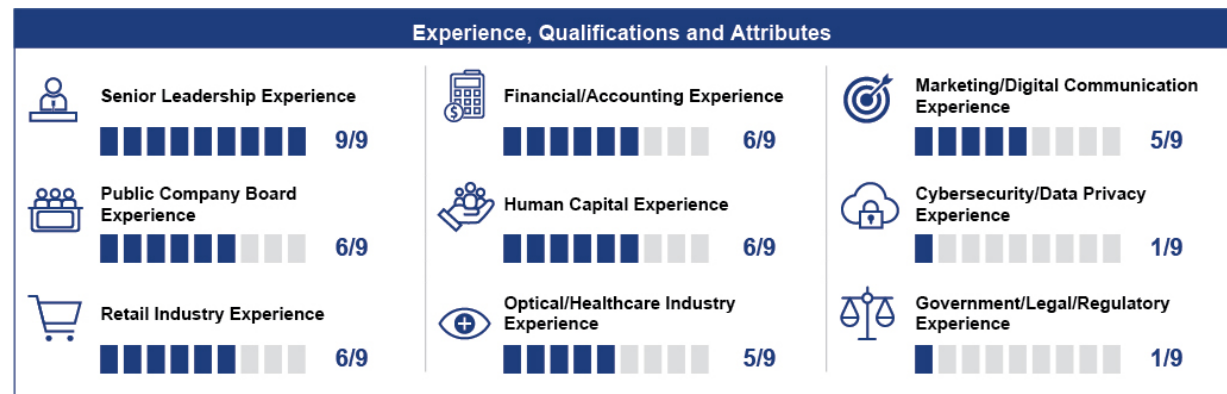 Experience, Qualifications and Attributes
Senior Leadership Experience
9/9
Public Company Board
Experience
6/9
Retail Industry Experience
6/9
$
Financial/Accounting Experience
6/9
Human Capital Experience
6/9
Optical/Healthcare Industry
Experience
5/9
Marketing/Digital Communication
Experience
5/9
Cybersecurity/Data Privacy
Experience
1/9
Government/Legal/Regulatory
Experience
1/9